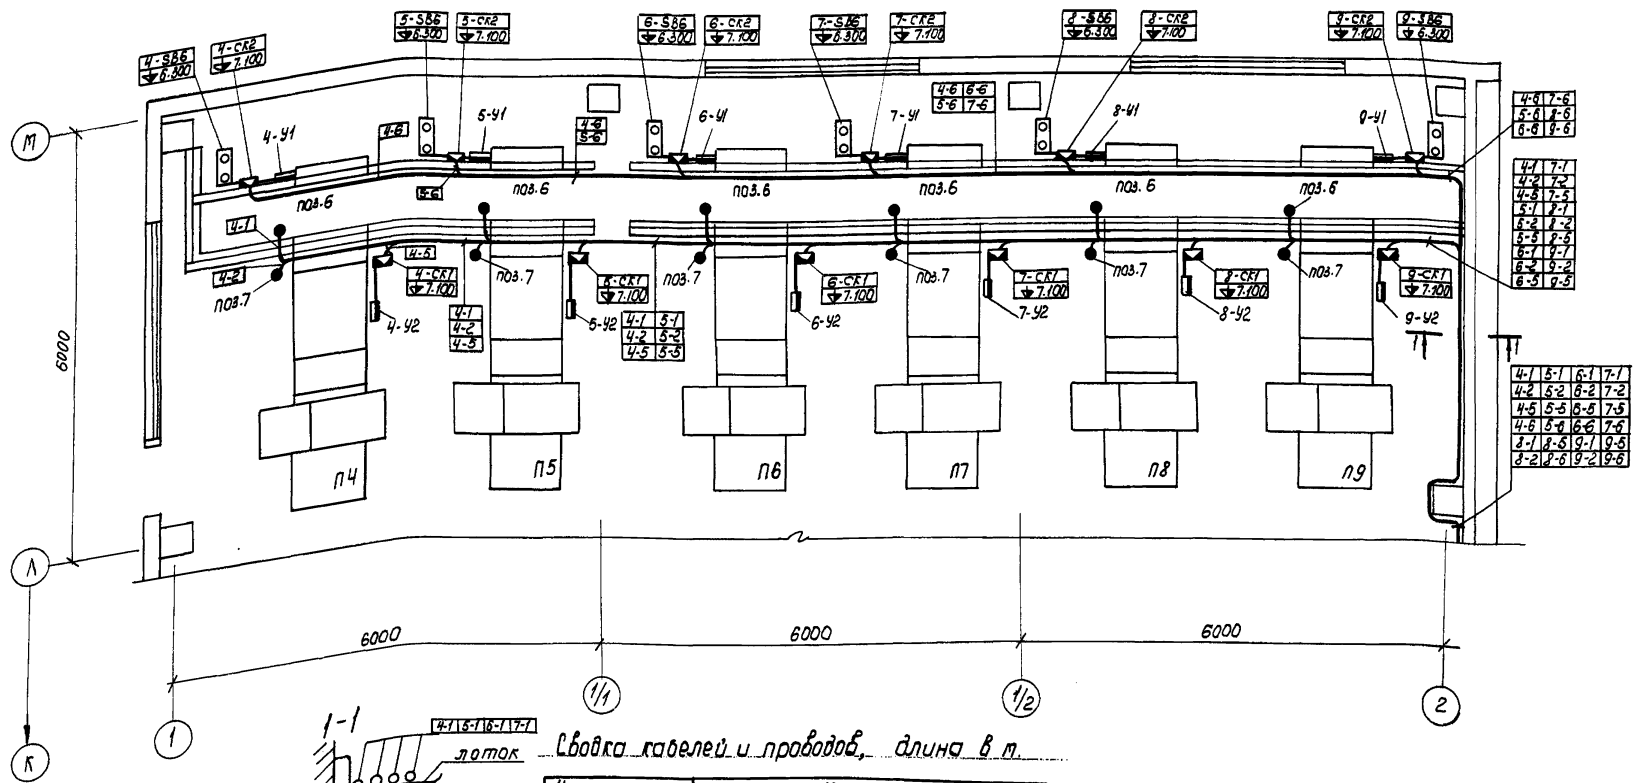 4-SB6
6.300
4-СК2
7.100
5-SB6
6.300
5-СК2
7.100
6-SB6
6.300
6-СК2
7.100
7-SB6
6.300
7-СК2
7.100
8-SB6
6.300
8-СК2
7.100
9-СК2
7.100
9-SB6
6.300
4-6 6-6
5-6 7-6
4-6 7-6
5-6 8-6
6-6 9-6
М
4-У1
4-6
5-У1
4-6
5-6
6-У1
7-У1
8-У1
9-У1
поз.6
5-6
поз.6
поз.6
поз.6
поз.6
поз.6
4-1 7-1
4-2 7-2
4-5 7-5
5-1 8-1
5-2 8-2
5-5 8-5
6-1 9-1
6-2 9-2
6-5 9-5
4-1
4-2
поз.7
4-5
4-СК1
7.100
поз.7
5-СК1
7.100
поз.7
6-СК1
7.100
поз.7
7-СК1
7.100
поз.7
8-СК1
7.100
поз.7
9-СК1
7.100
4-У2
4-1
4-2
4-5
5-У2
4-1 5-1
4-2 5-2
4-5 5-5
6-У2
7-У2
8-У2
9-У2
1 1
6000
4-1 5-1 6-1 7-1
4-2 5-2 6-2 7-2
4-5 5-5 6-5 7-5
4-6 5-6 6-6 7-6
8-1 8-5 9-1 9-5
8-2 8-6 9-2 9-6
П4
П5
П6
П7
П8
П9
Л
6000
6000
6000
1
1/1
1/2
2
К
1-1
4-1 5-1 6-1 7-1
лоток
Сводка кабелей и проводов, длина в м.